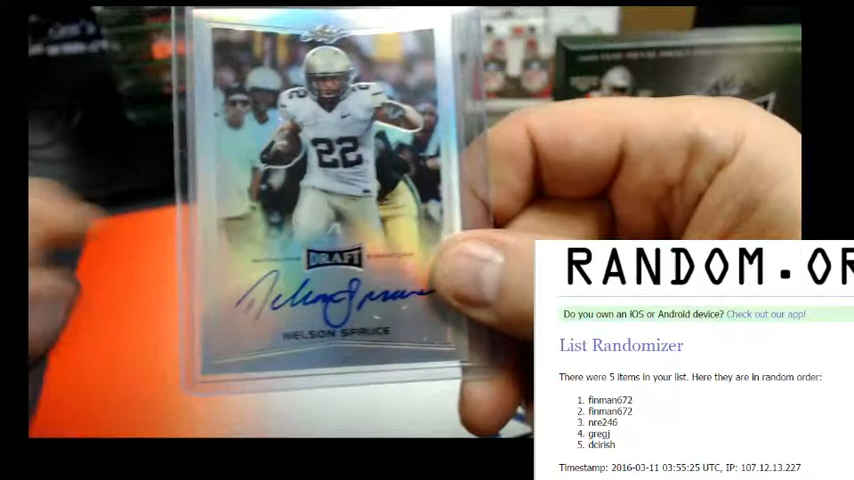 22
DRAFT
Nelson Spruce
NELSON SPRUCE
RANDOM.OR
Do you own an iOS or Android device? Check out our app!
List Randomizer
There were 5 items in your list. Here they are in random order:
1. finman672
2. finman672
3. nre246
4. gregj
5. dcirish
Timestamp: 2016-03-11 03:55:25 UTC, IP: 107.12.13.227